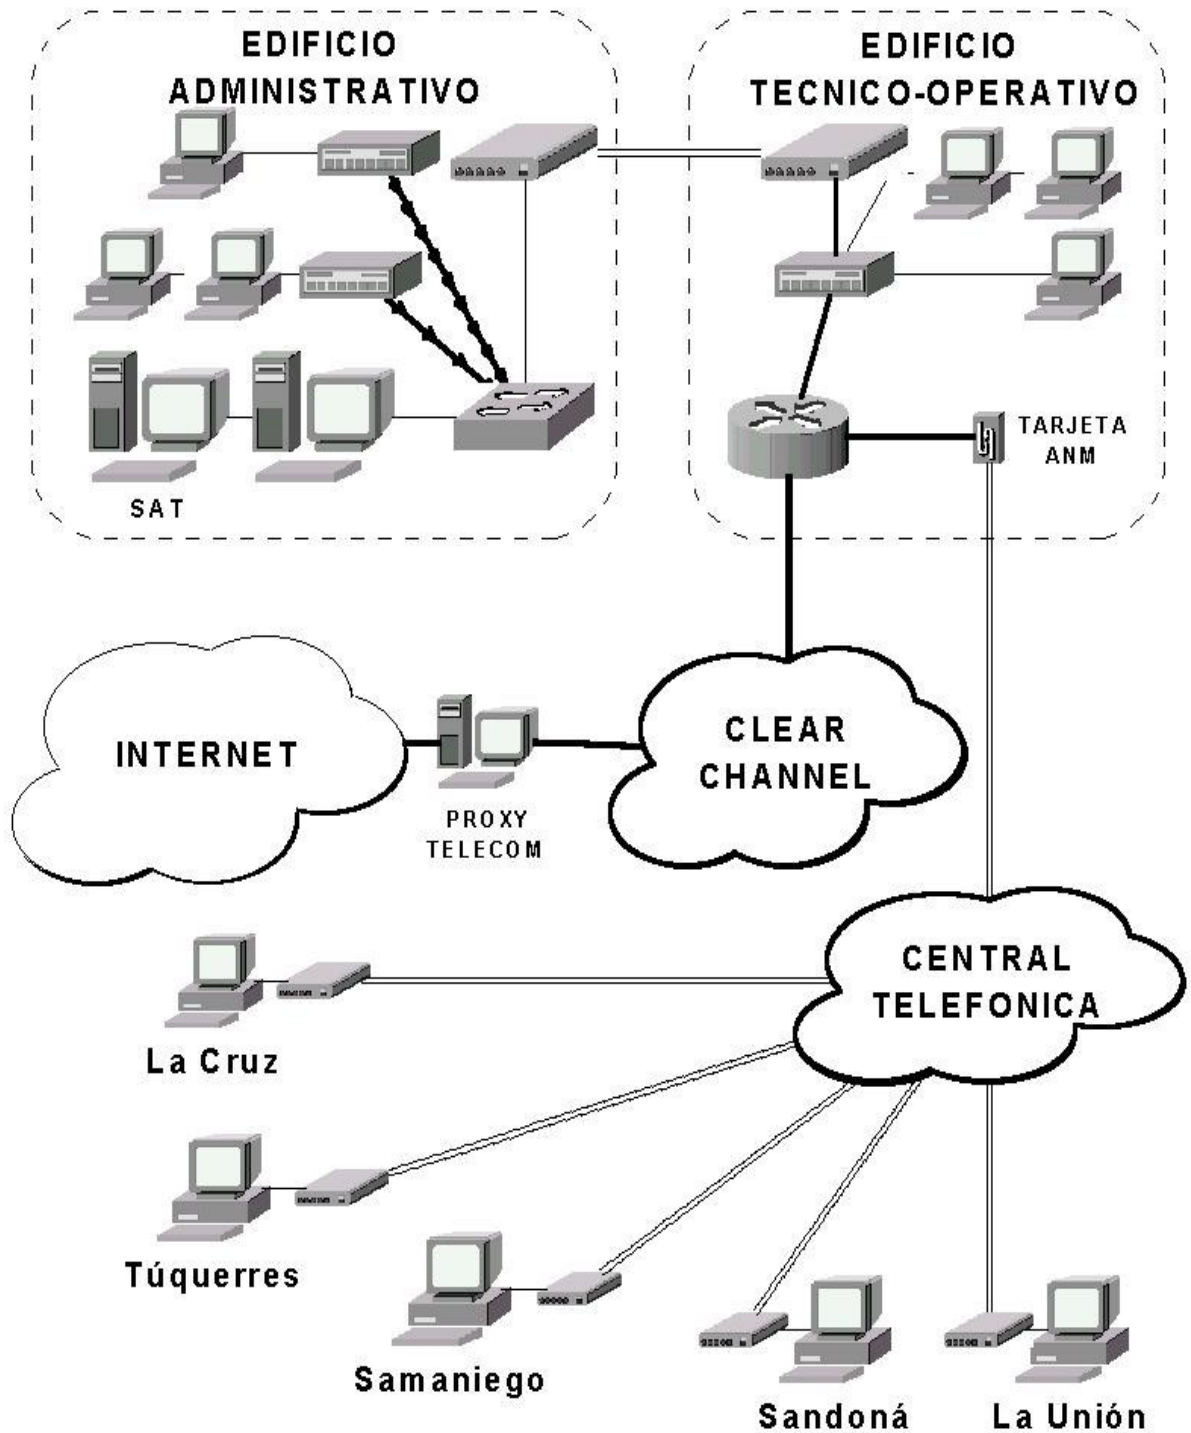 EDIFICIO
ADMINISTRATIVO
EDIFICIO
TECNICO-OPERATIVO
TARJETA
ANM
SAT
INTERNET
PROXY
TELECOM
CLEAR
CHANNEL
CENTRAL
TELEFONICA
La Cruz
Túquerres
Samaniego
Sandoná
La Unión